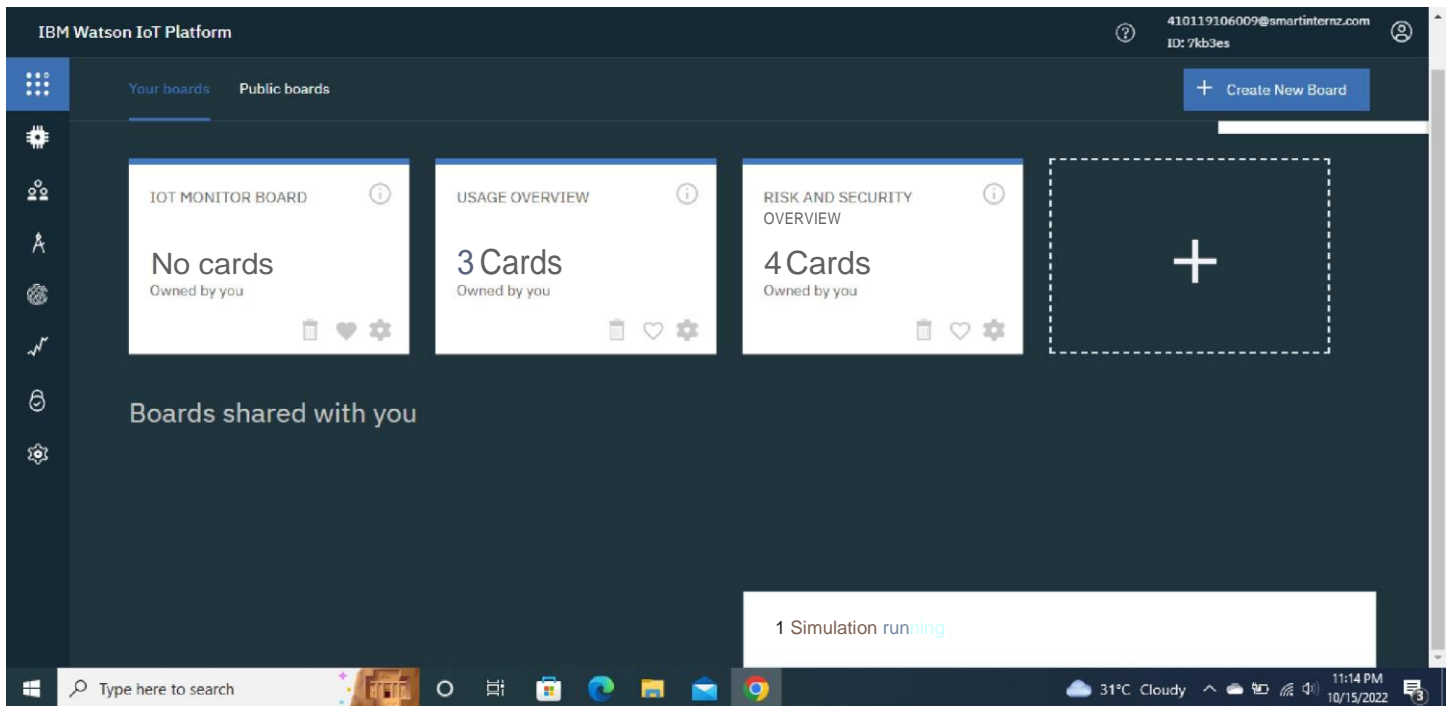 IBM Watson IoT Platform
410119106009@smartinternz.com
ID: 7kb3es
Your boards Public boards
+ Create New Board
IOT MONITOR BOARD
No cards
Owned by you
USAGE OVERVIEW
3 Cards
Owned by you
RISK AND SECURITY
OVERVIEW
4 Cards
Owned by you
Boards shared with you
1 Simulation running
Type here to search
31°C Cloudy
11:14 PM
10/15/2022
3